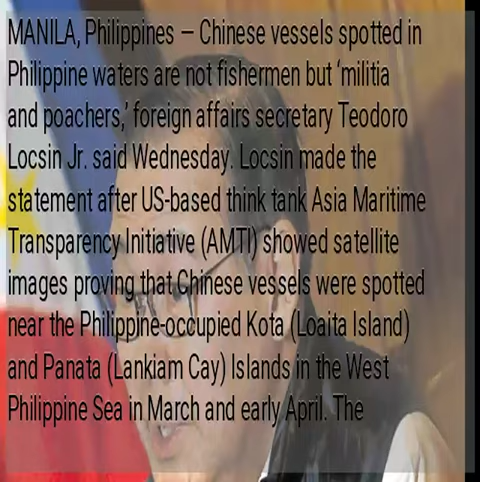 MANILA, Philippines — Chinese vessels spotted in
Philippine waters are not fishermen but ‘militia
and poachers,’ foreign affairs secretary Teodoro
Locsin Jr. said Wednesday. Locsin made the
statement after US-based think tank Asia Maritime
Transparency Initiative (AMTI) showed satellite
images proving that Chinese vessels were spotted
near the Philippine-occupied Kota (Loaita Island)
and Panata (Lankiam Cay) Islands in the West
Philippine Sea in March and early April. The